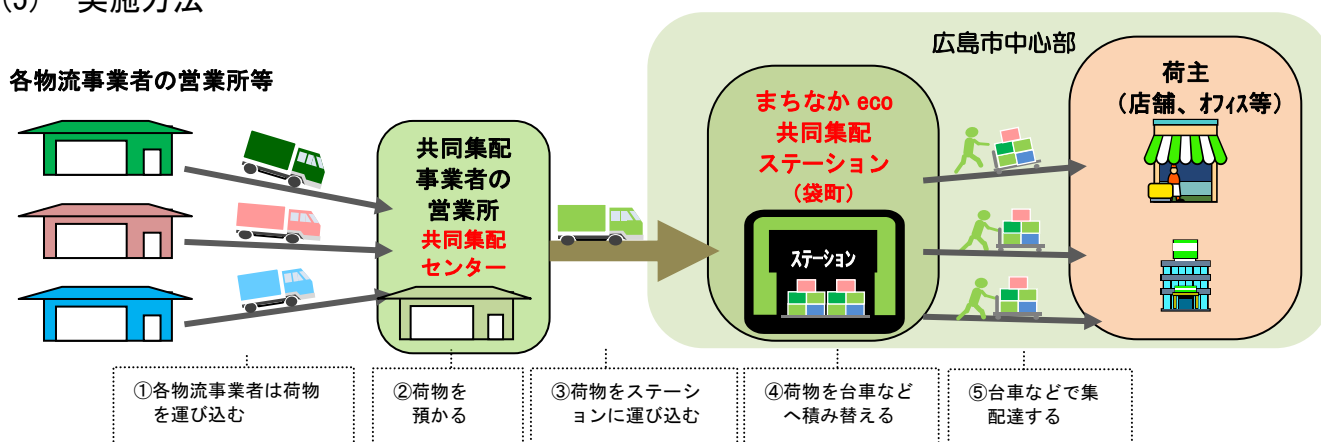 (3) 実施方法
広島市中心部
各物流事業者の営業所等
共同集配
事業者の
営業所
共同集配
センター
まちなか eco
共同集配
ステーション
（袋町）
ステーション
荷主
（店舗、ｵﾌｨｽ等）
①各物流事業者は荷物
を運び込む
②荷物を
預かる
③荷物をステーシ
ョンに運び込む
④荷物を台車など
へ積み替える
⑤台車などで集
配達する